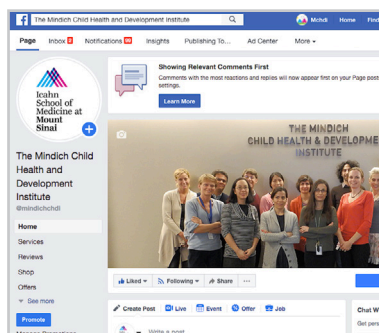 The Mindich Child Health and Development Institute
Mchdi Home Find
Page Inbox Notifications Insights Publishing To... Ad Center More
Showing Relevant Comments First
Comments with the most reactions and replies will now appear first on your Page post
settings.
Learn More
Icahn
School of
Medicine at
Mount
Sinai
THE MINDICH
CHILD HEALTH & DEVELOPME
INSTITUTE
The Mindich Child
Health and
Development
Institute
@mindichchdi
Home
Services
Reviews
Shop
Offers
See more
Promote
Liked Following Share ...
Create Post Live Event Offer Job
Write a post
Chat W
Get pers